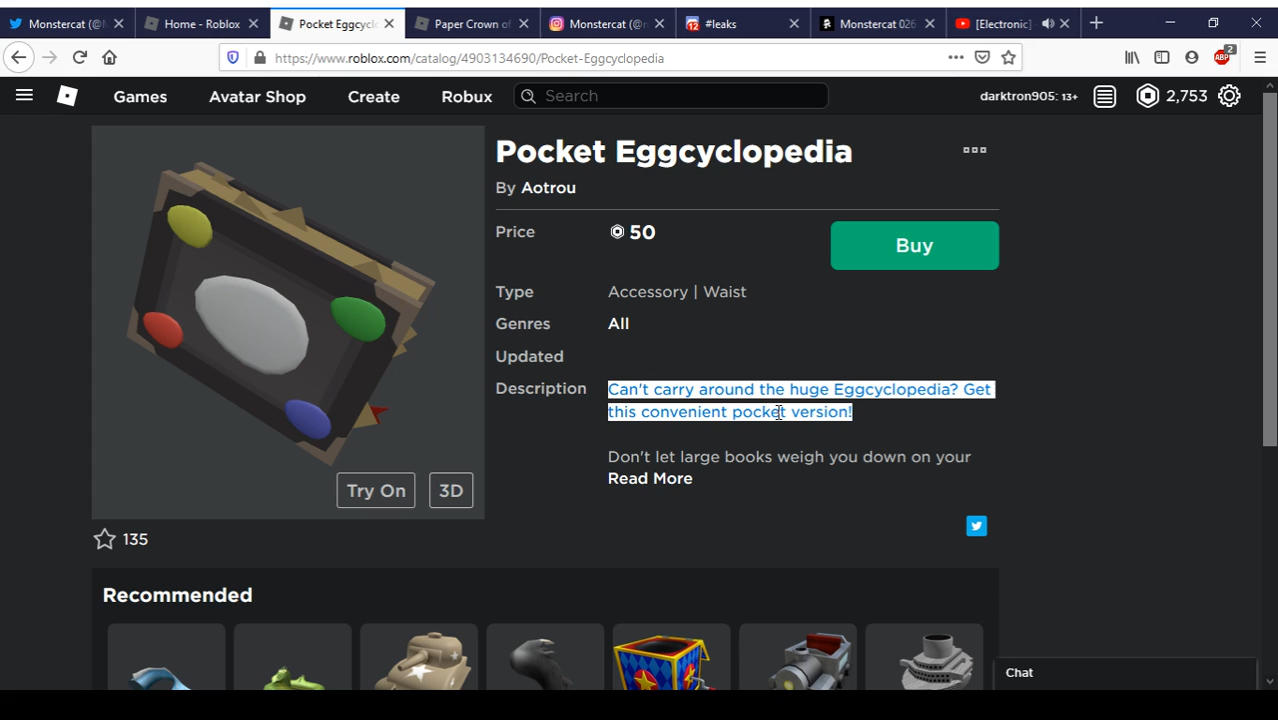 Monstercat (@
Home - Roblox
Pocket Eggcycl
Paper Crown of
Monstercat (@n
12
#leaks
Monstercat 026
[Electronic]
https://www.roblox.com/catalog/4903134690/Pocket-Eggcyclopedia
ABP
2
Games
Avatar Shop
Create
Robux
Search
darktron905: 13+
2,753
Pocket Eggcyclopedia
By Aotrou
Price
50
Buy
Type
Accessory | Waist
Genres
All
Updated
Description
Can't carry around the huge Eggcyclopedia? Get
this convenient pocket version!
Don't let large books weigh you down on your
Read More
Try On
3D
135
Recommended
Chat